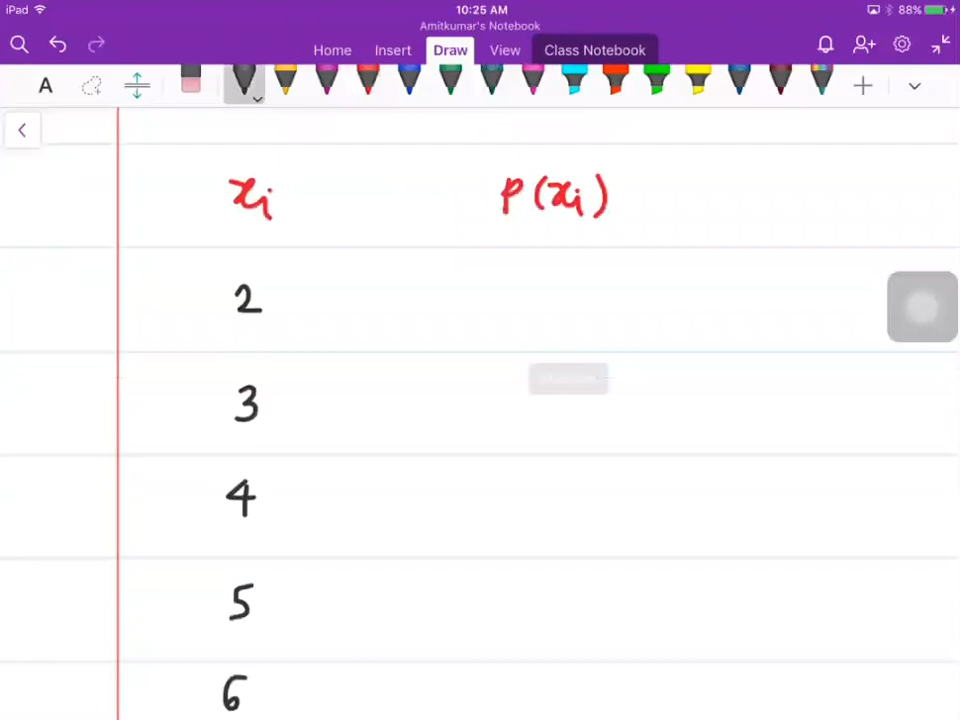 iPad 10:25 AM 88%
Amitkumar's Notebook
Home Insert Draw View Class Notebook
A
xi P(xi)
2
3
4
5
6